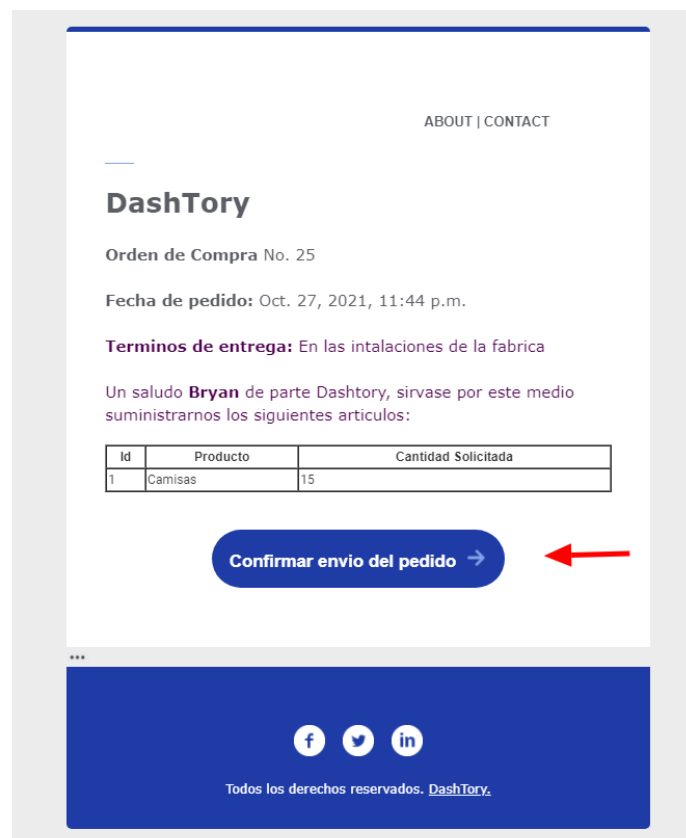 ABOUT | CONTACT
DashTory
Orden de Compra No. 25
Fecha de pedido: Oct. 27, 2021, 11:44 p.m.
Terminos de entrega: En las intalaciones de la fabrica
Un saludo Bryan de parte Dashtory, sirvase por este medio
suministrarnos los siguientes articulos:
Id Producto Cantidad Solicitada
1 Camisas 15
Confirmar envio del pedido →
•••
f in
Todos los derechos reservados. DashTory.